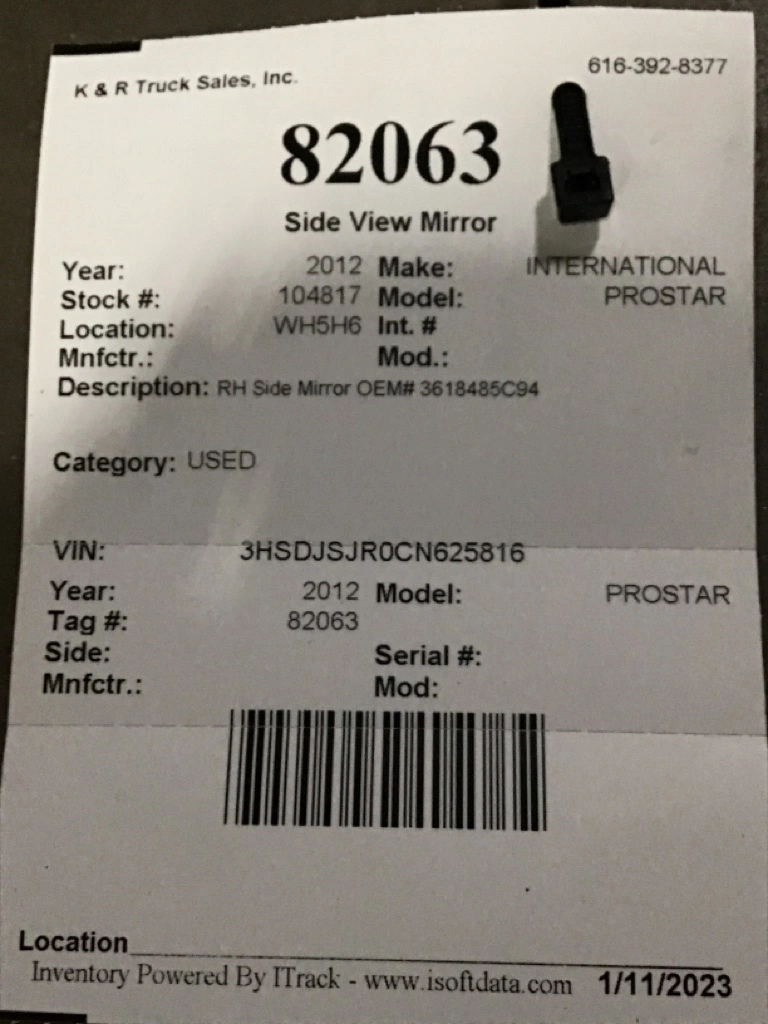 K & R Truck Sales, Inc.
616-392-8377
82063
Side View Mirror
Year: 2012 Make: INTERNATIONAL
Stock #: 104817 Model: PROSTAR
Location: WH5H6 Int. #
Mnfctr.: Mod.:
Description: RH Side Mirror OEM# 3618485C94
Category: USED
VIN: 3HSDJSJR0CN625816
Year: 2012 Model: PROSTAR
Tag #: 82063
Side: Serial #:
Mnfctr.: Mod:
Location
Inventory Powered By ITrack - www.isoftdata.com 1/11/2023